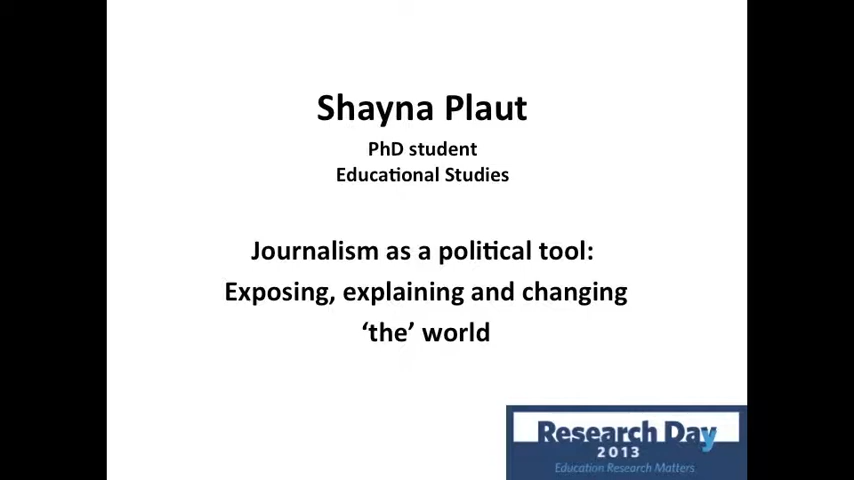 Shayna Plaut
PhD student
Educational Studies
Journalism as a political tool:
Exposing, explaining and changing
‘the’ world
Research Day
2013
Education Research Matters